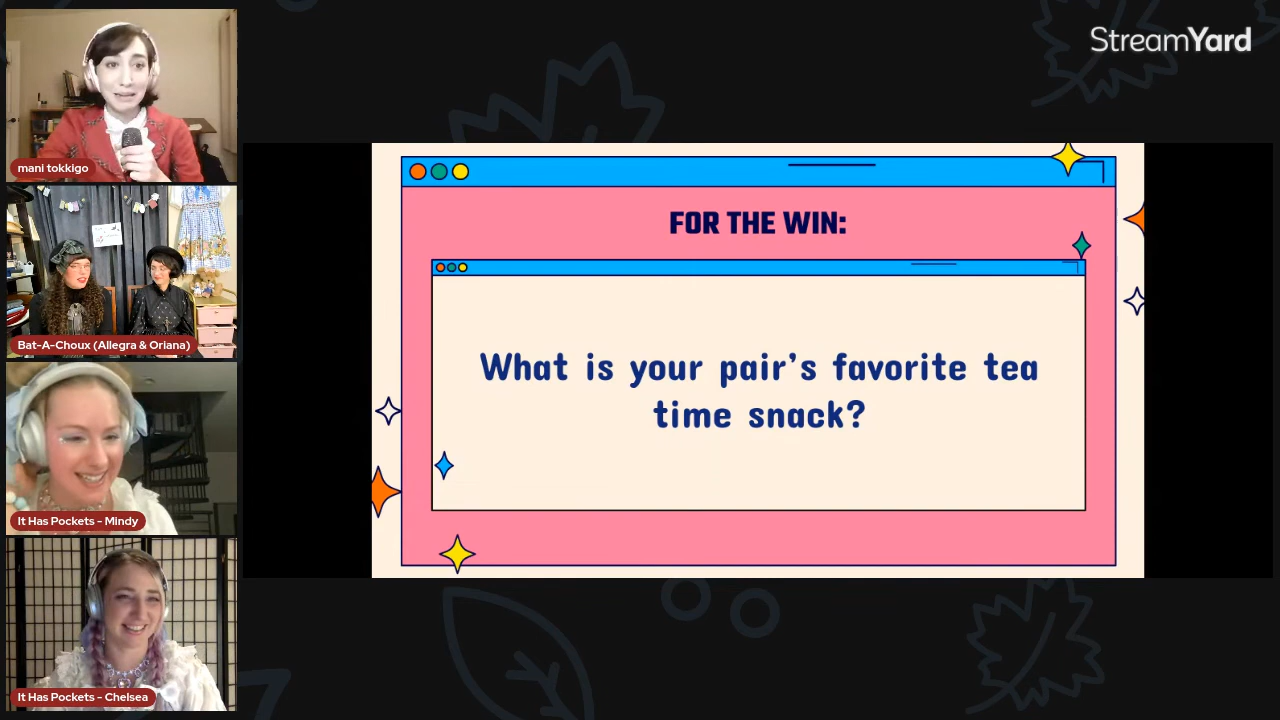 StreamYard
mani tokkigo
Bat-A-Choux (Allegra & Oriana)
It Has Pockets - Mindy
It Has Pockets - Chelsea
FOR THE WIN:
What is your pair's favorite tea
time snack?